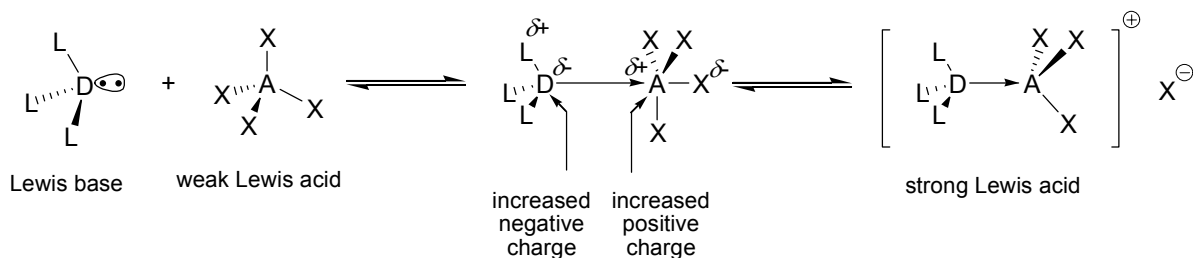 L
D
L
L
Lewis base
+
X
A
X
X
X
weak Lewis acid
δ+
L
δ-
D
L
L
increased
negative
charge
X
X
δ+
A
X
δ-
X
increased
positive
charge
L
D
L
L
X
X
A
X
⊕
X
⊖
strong Lewis acid